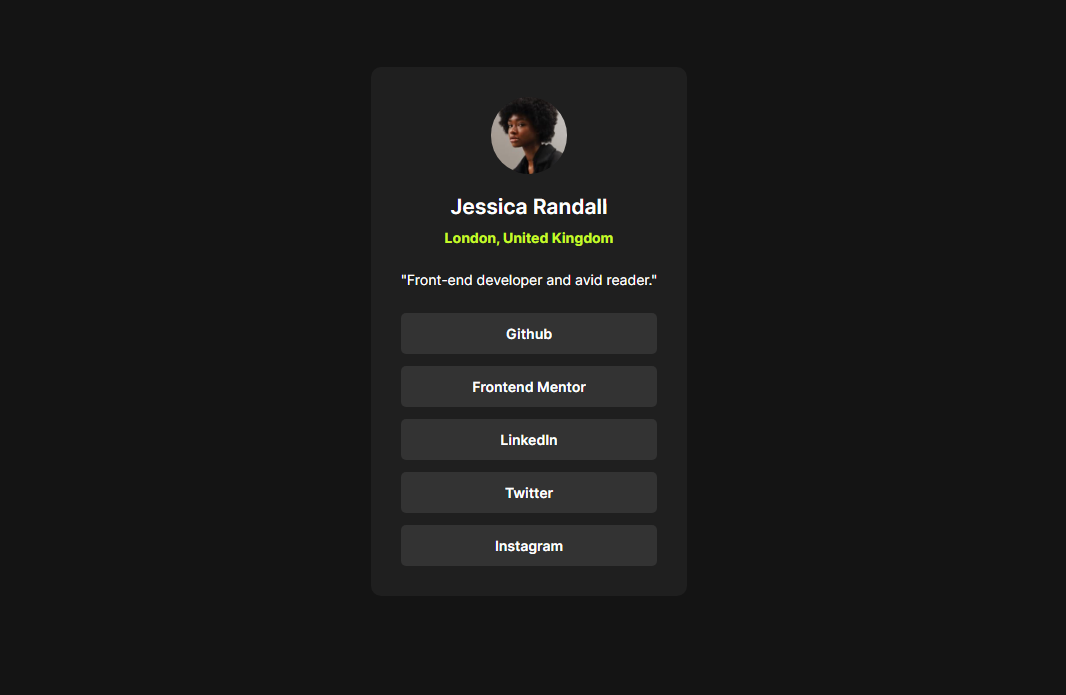 Jessica Randall
London, United Kingdom
"Front-end developer and avid reader."
Github
Frontend Mentor
LinkedIn
Twitter
Instagram